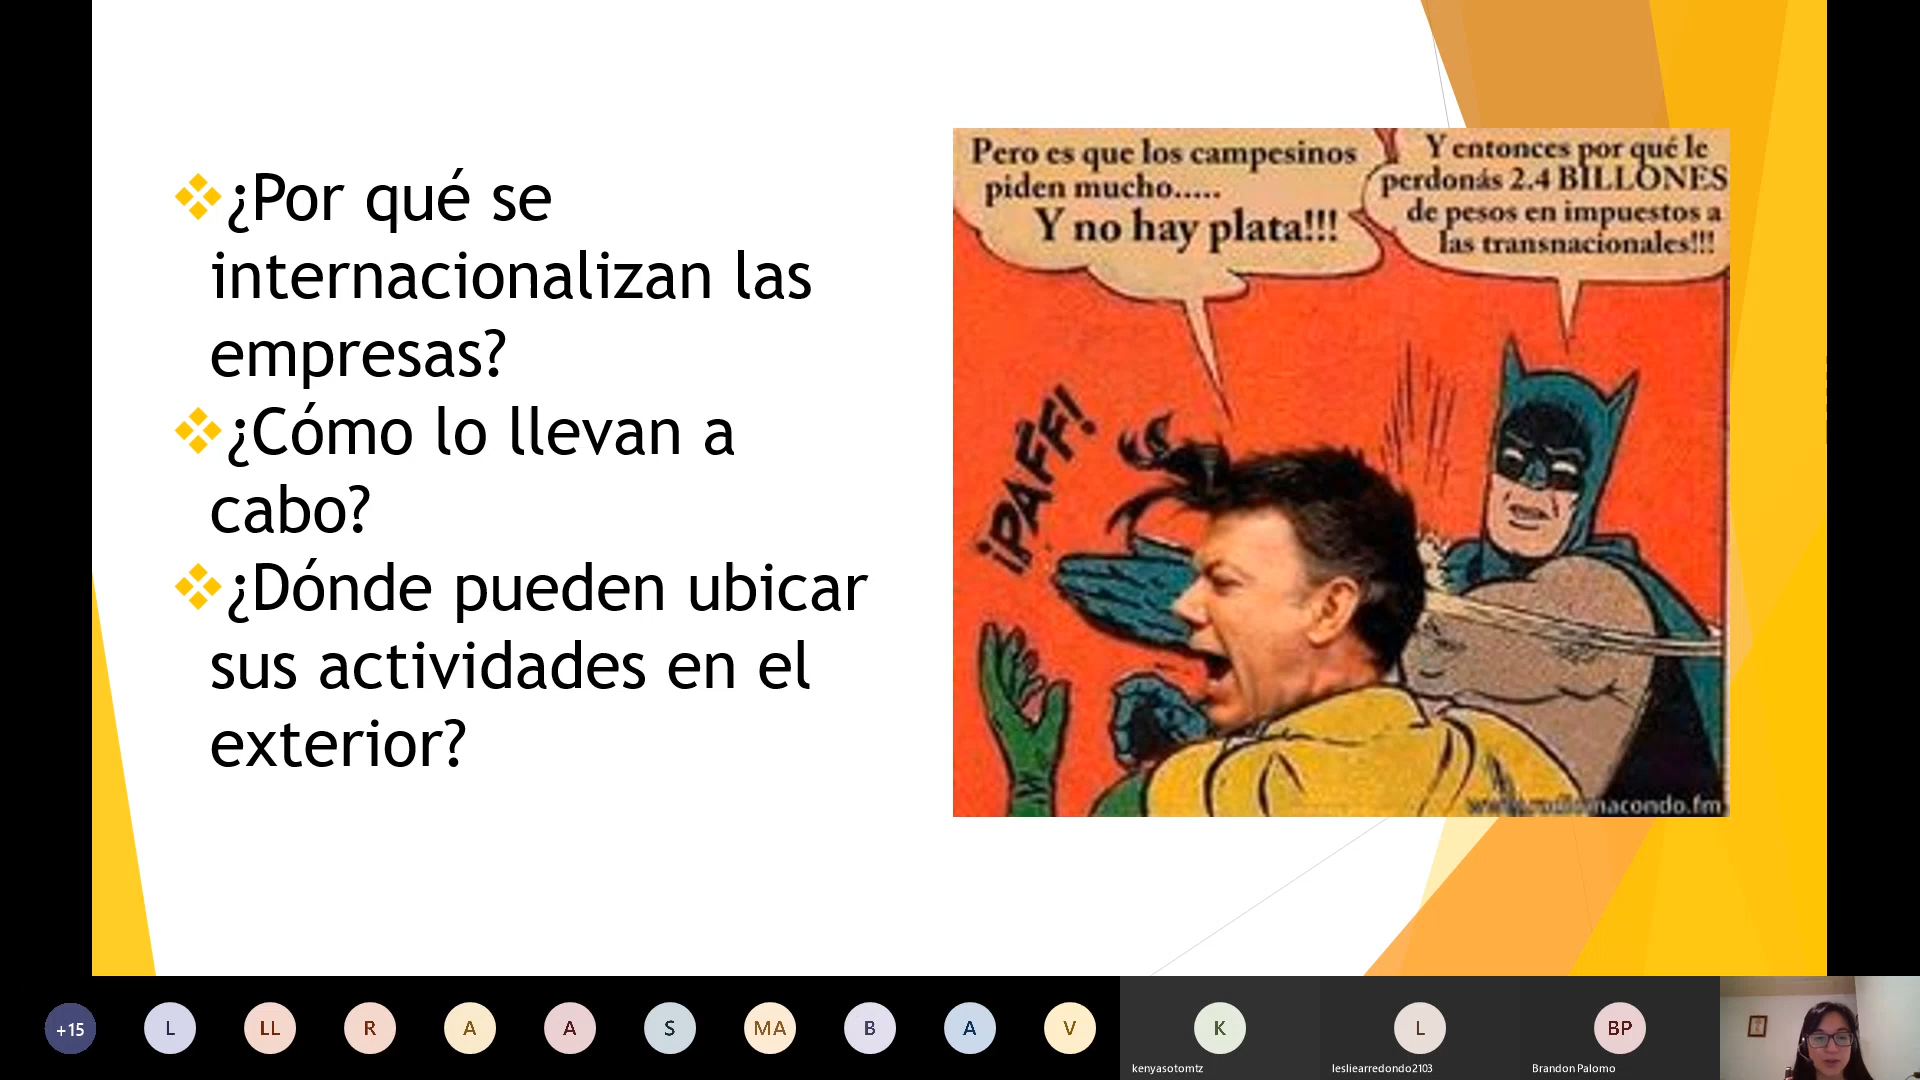 ¿Por qué se
internacionalizan las
empresas?
¿Cómo lo llevan a
cabo?
¿Dónde pueden ubicar
sus actividades en el
exterior?
Pero es que los campesinos
piden mucho.....
Y no hay plata!!!
Y entonces por qué le
perdonás 2.4 BILLONES
de pesos en impuestos a
las transnacionales!!!
¡PAFF!
+15
L
LL
R
A
A
S
MA
B
A
V
K
kenyasotomtz
L
lesliearredondo2103
BP
Brandon Palomo